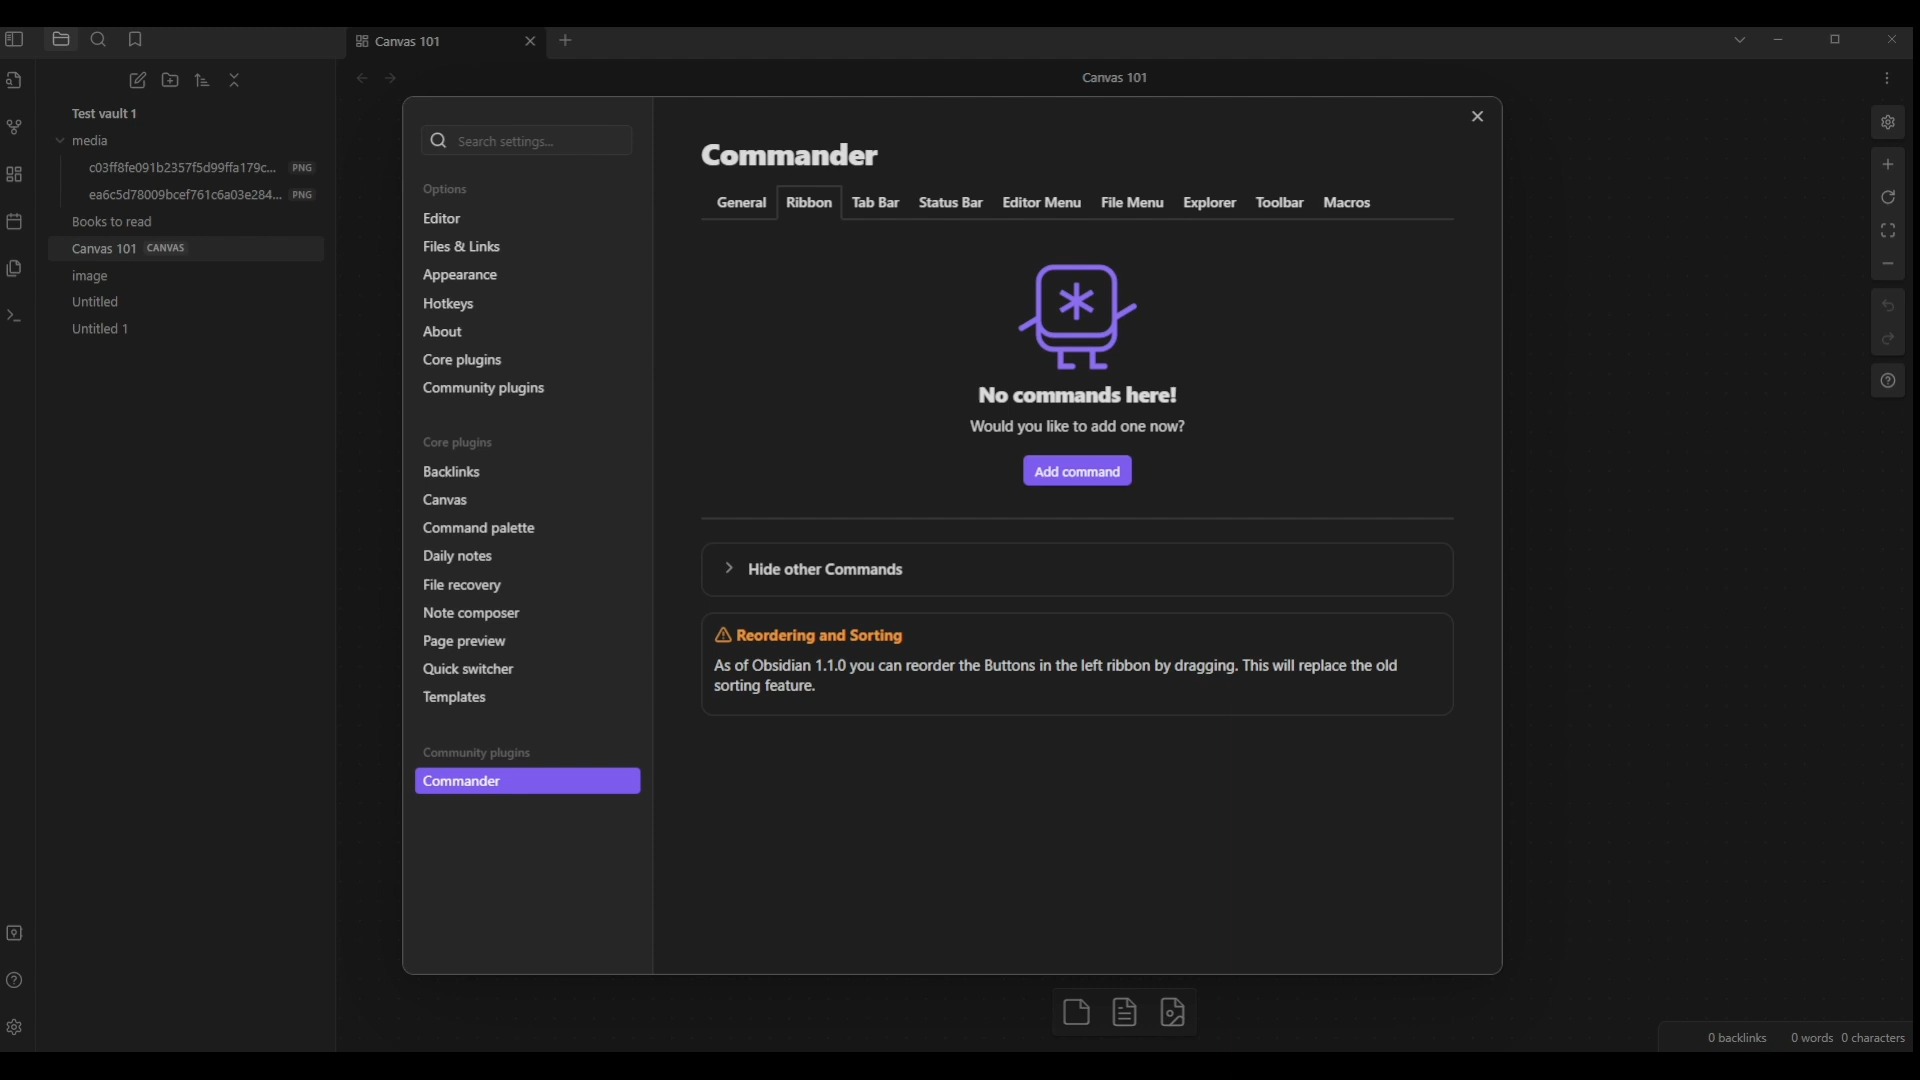 Canvas 101
Canvas 101
Test vault 1
media
c03ff8fe091b2357f5d99ffa179c... PNG
ea6c5d78009bcef761c6a03e284... PNG
Books to read
Canvas 101 CANVAS
image
Untitled
Untitled 1
Search settings...
Options
Editor
Files & Links
Appearance
Hotkeys
About
Core plugins
Community plugins
Core plugins
Backlinks
Canvas
Command palette
Daily notes
File recovery
Note composer
Page preview
Quick switcher
Templates
Community plugins
Commander
Commander
General Ribbon Tab Bar Status Bar Editor Menu File Menu Explorer Toolbar Macros
No commands here!
Would you like to add one now?
Add command
Hide other Commands
Reordering and Sorting
As of Obsidian 1.1.0 you can reorder the Buttons in the left ribbon by dragging. This will replace the old
sorting feature.
0 backlinks 0 words 0 characters